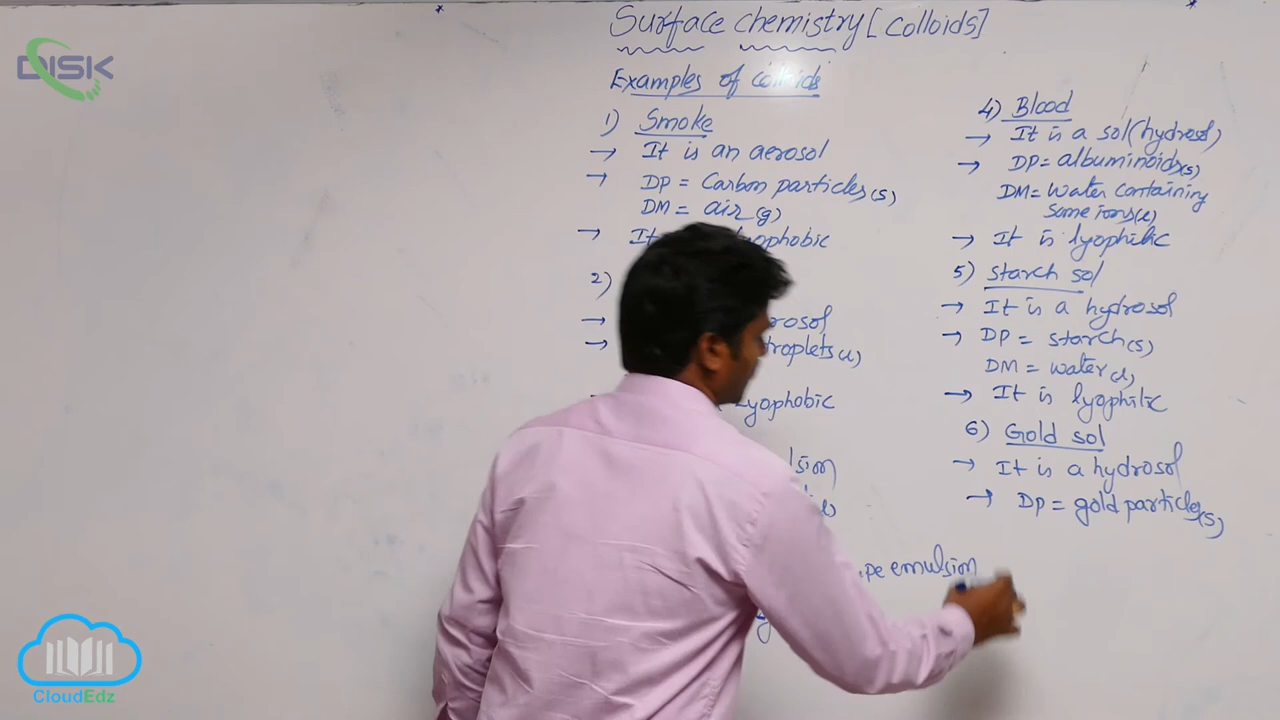 DISK
Surface chemistry [colloids]
Examples of colloids
1) Smoke
→ It is an aerosol
→ DP = Carbon particles(s)
DM = air(g)
→ It lyophobic
2)
→
→ droplets(l)
Lyophobic
emulsion
4) Blood
→ It is a sol(hydrosol)
→ DP = albuminoids(s)
DM = water containing
some ions(l)
→ It is lyophilic
5) starch sol
→ It is a hydrosol
→ DP = starch(s)
DM = water(l)
→ It is lyophilic
6) Gold sol
→ It is a hydrosol
→ DP = gold particles(s)
CloudEdz